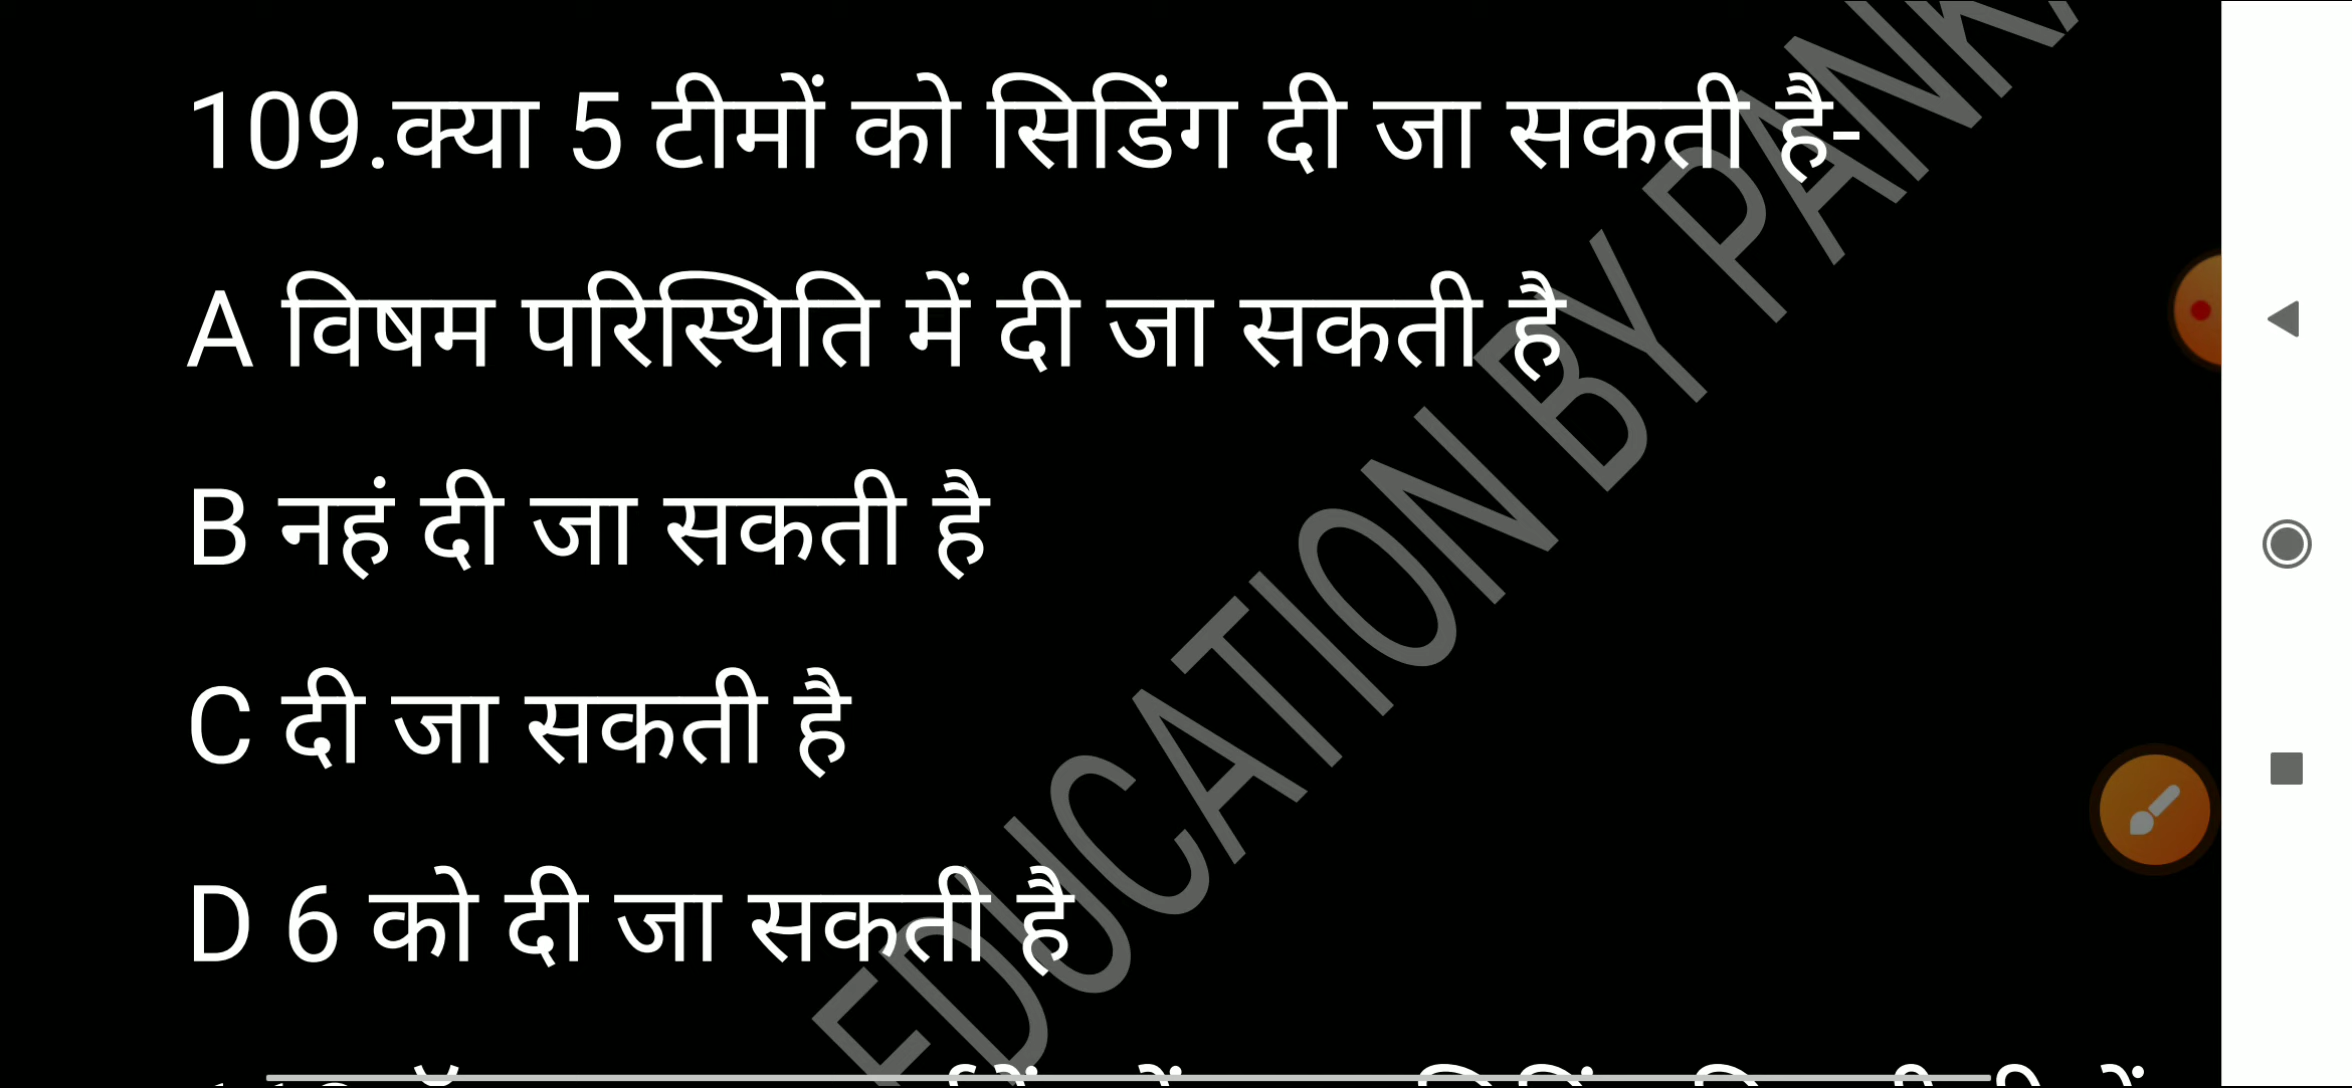 109.क्या 5 टीमों को सिडिंग दी जा सकती है-
A विषम परिस्थिति में दी जा सकती है
B नहं दी जा सकती है
C दी जा सकती है
D 6 को दी जा सकती है
EDUCATION BY PANK